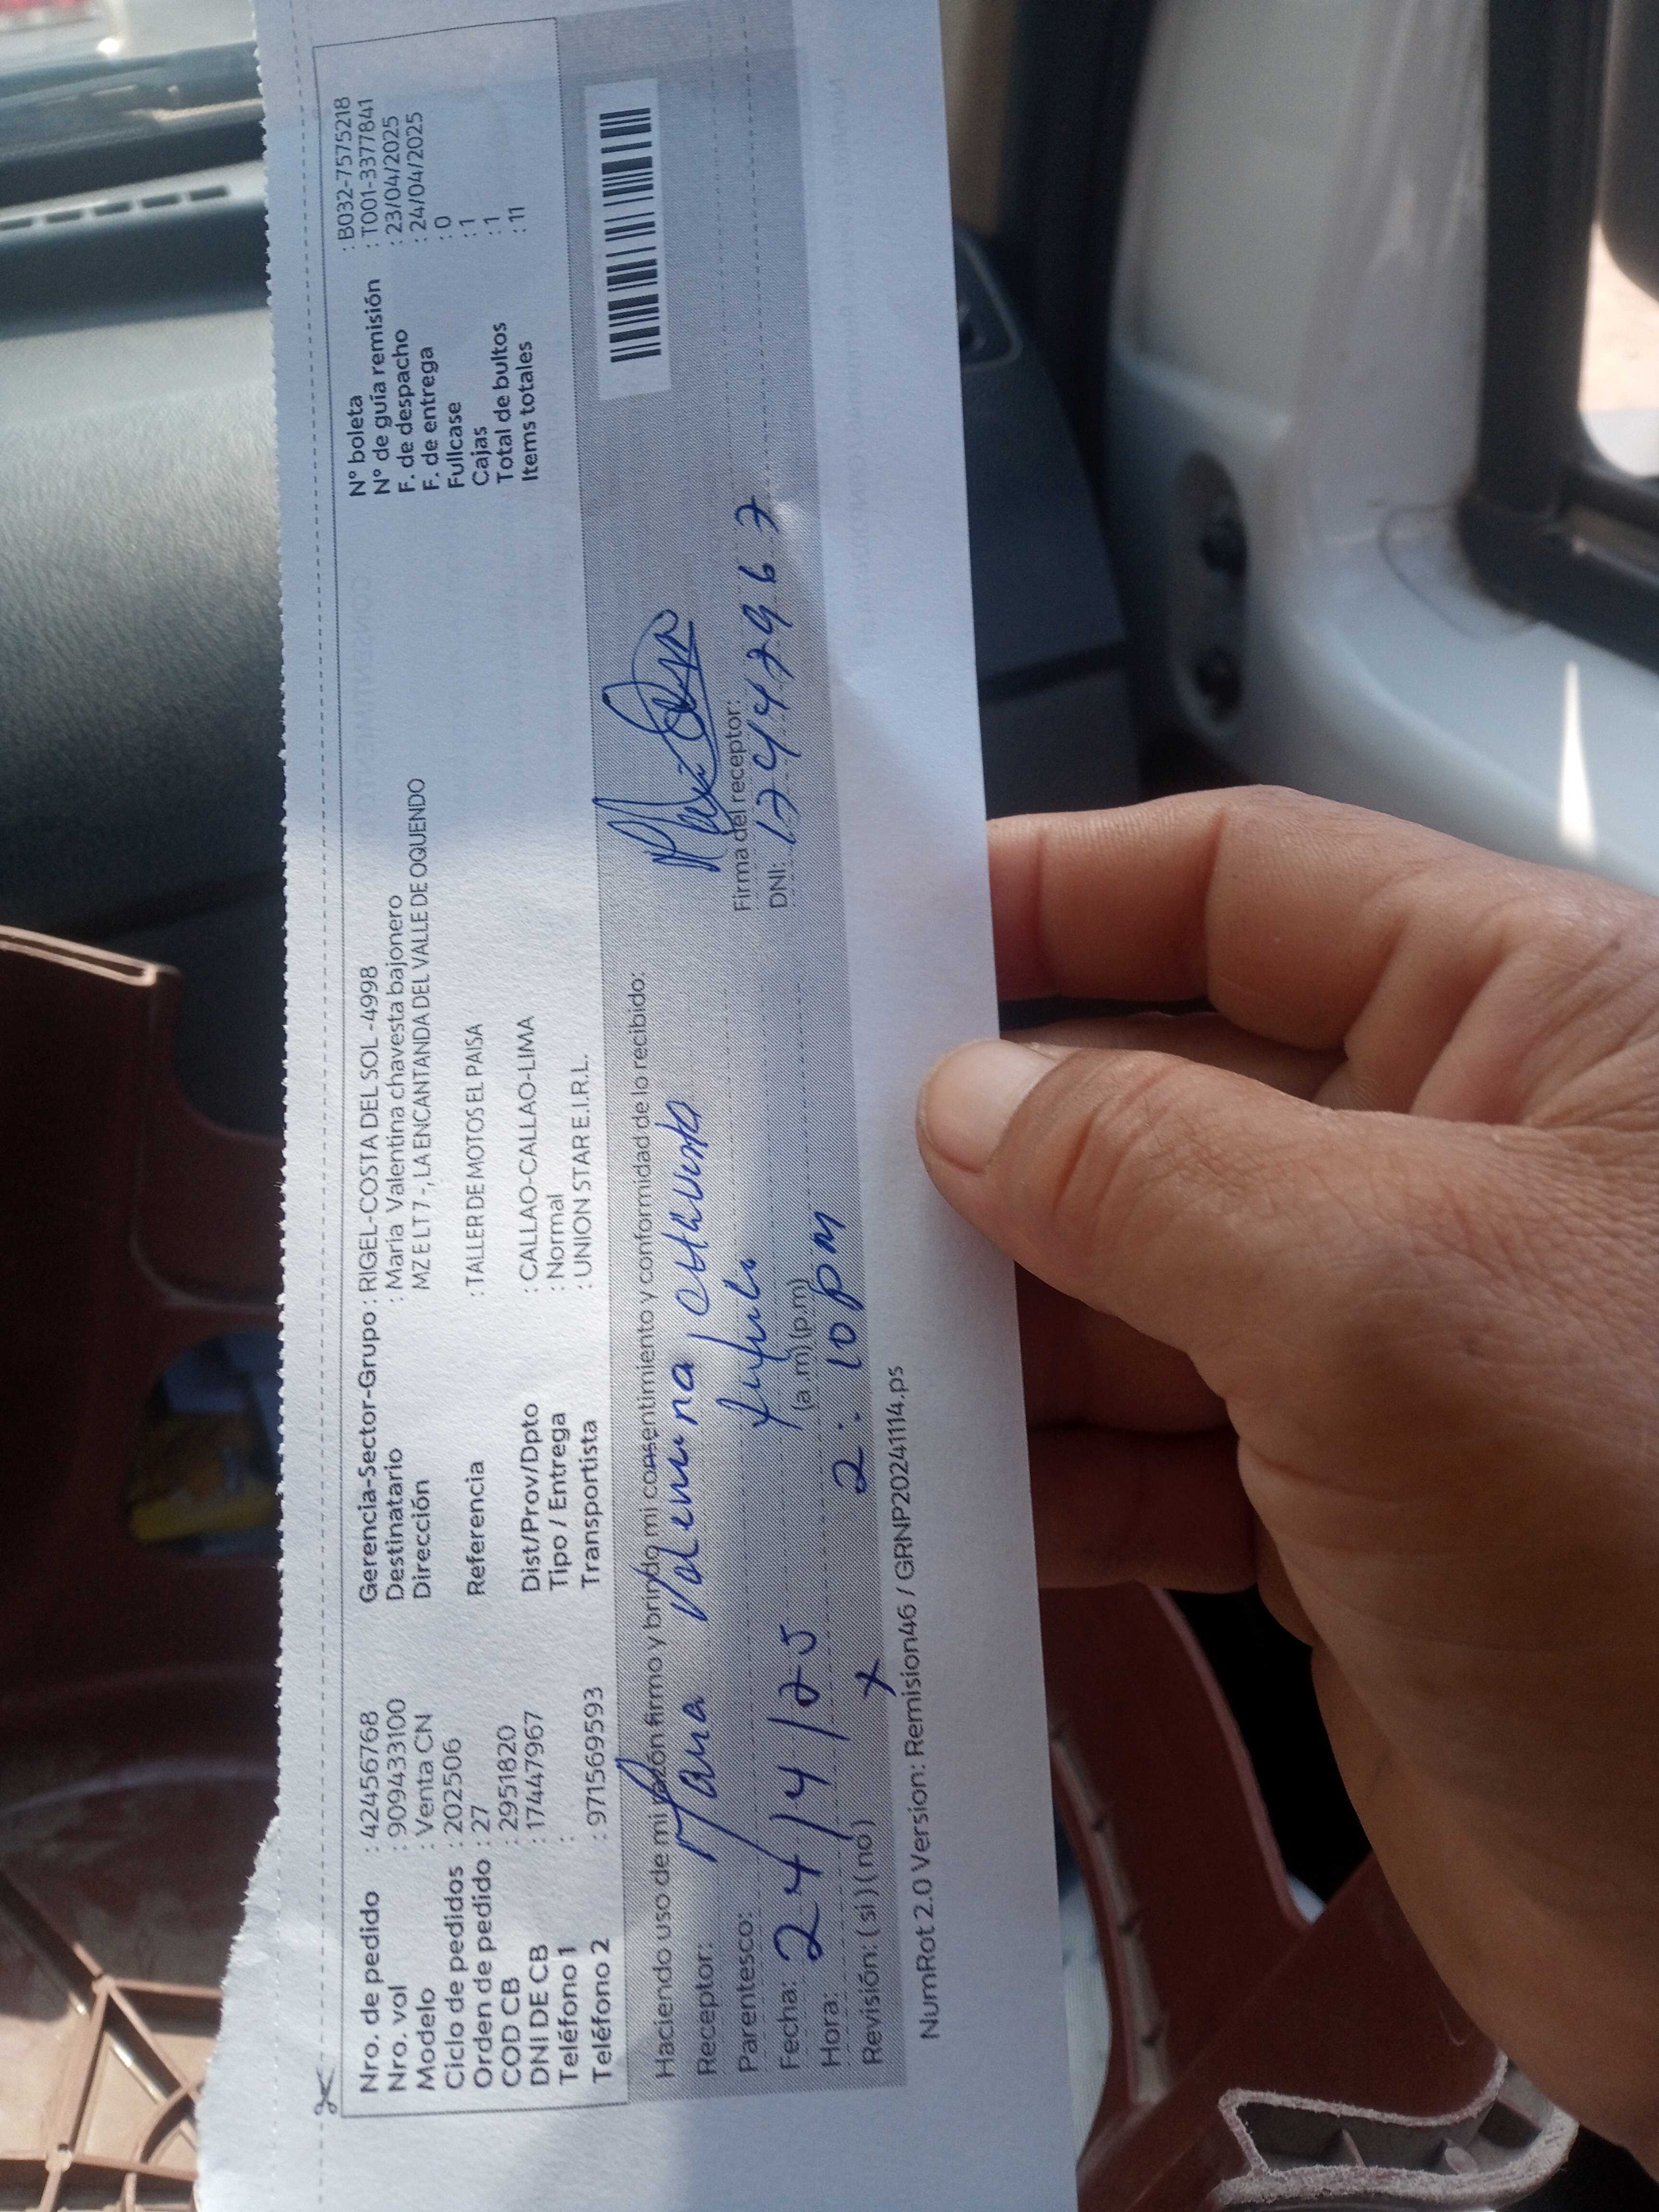 Nro. de pedido : 42456768
Nro. vol : 909433100
Modelo : Venta CN
Ciclo de pedidos : 202506
Orden de pedido : 27
COD CB : 2951820
DNI DE CB : 17447967
Teléfono 1 :
Teléfono 2 : 971569593
Gerencia-Sector-Grupo : RIGEL-COSTA DEL SOL -4998
Destinatario : Maria Valentina chavesta bajonero
Dirección MZ E LT7 -, LA ENCANTANDA DEL VALLE DE OQUENDO
Referencia : TALLER DE MOTOS EL PAISA
Dist/Prov/Dpto : CALLAO-CALLAO-LIMA
Tipo / Entrega : Normal
Transportista : UNION STAR E.I.R.L.
N° boleta : B032-7575218
N° de guía remisión : T001-3377841
F. de despacho : 23/04/2025
F. de entrega : 24/04/2025
Fullcase : 0
Cajas : 1
Total de bultos : 1
Items totales : 11
Haciendo uso de mi razón firmo y brindo mi consentimiento y conformidad de lo recibido:
Receptor: Maria Valentina Chavesta
Parentesco:
Fecha: 24/4/25
(a .m) (p.m)
Hora: 2:10 pm
Revisión: (si) (no) x
Firma del receptor:
DNI: 17447967
NumRot 2.0 Version: Remision46 / GRNP20241114.ps